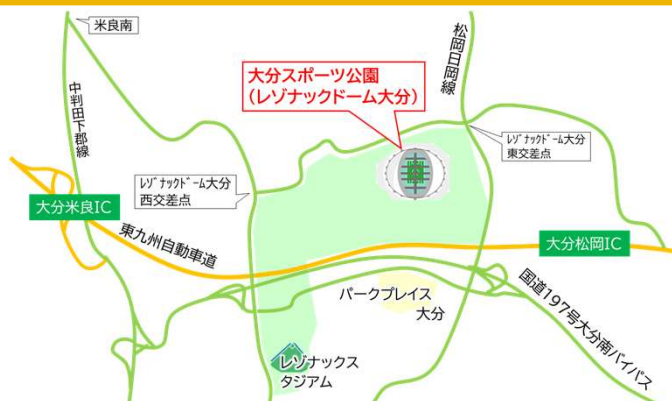 米良南
松岡日岡線
中判田下郡線
大分スポーツ公園
(レゾナックドーム大分)
ﾚｿﾞﾅｯｸﾄﾞｰﾑ大分
東交差点
ﾚｿﾞﾅｯｸﾄﾞｰﾑ大分
西交差点
大分米良IC
東九州自動車道
大分松岡IC
パークプレイス
大分
国道197号大分南バイパス
レゾナックス
タジアム